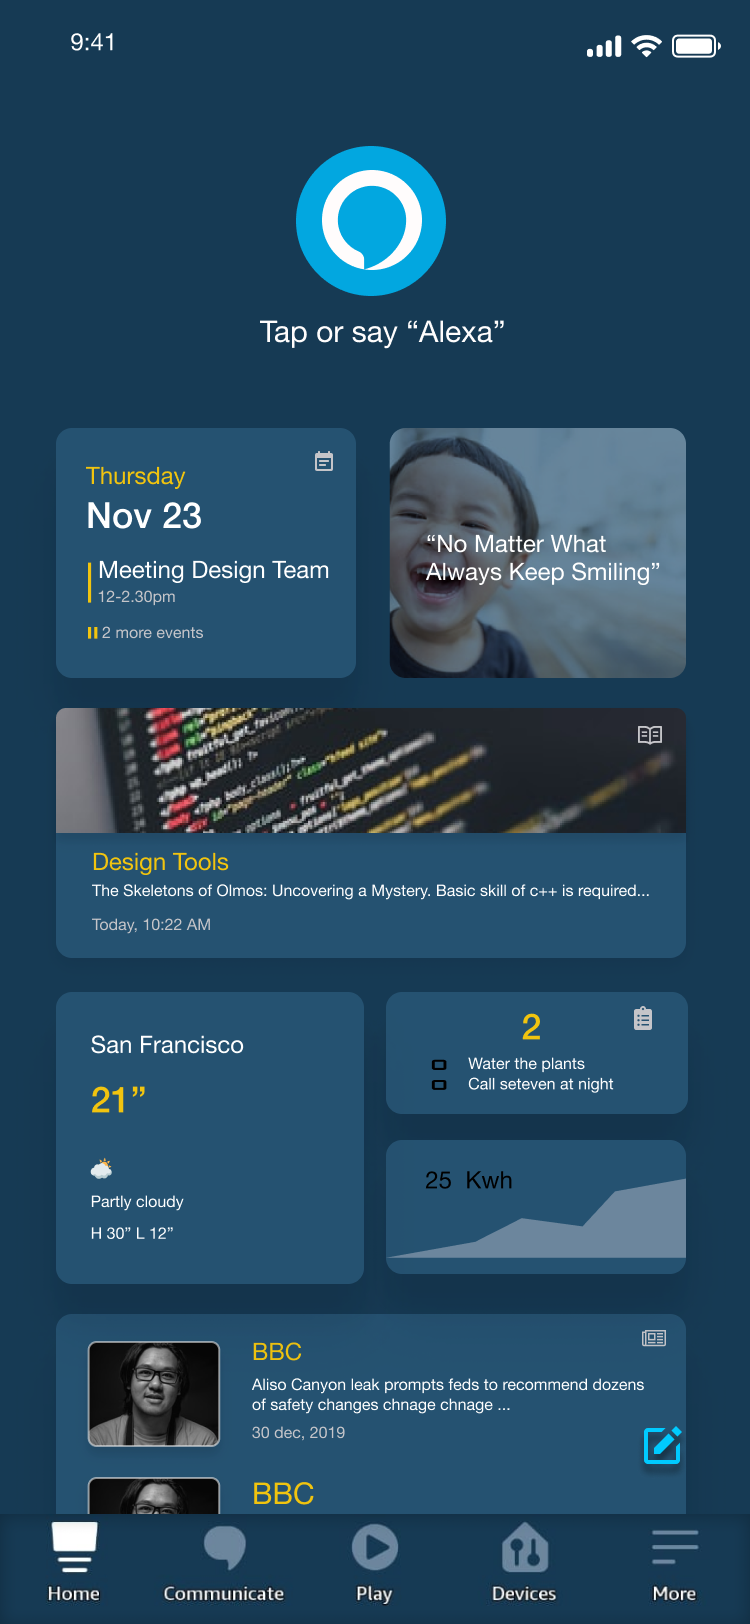 9:41
Tap or say “Alexa”
Thursday
Nov 23
Meeting Design Team
12-2.30pm
2 more events
“No Matter What
Always Keep Smiling”
Design Tools
The Skeletons of Olmos: Uncovering a Mystery. Basic skill of c++ is required...
Today, 10:22 AM
San Francisco
21”
Partly cloudy
H 30” L 12”
2
Water the plants
Call seteven at night
25 Kwh
BBC
Aliso Canyon leak prompts feds to recommend dozens
of safety changes chnage chnage ...
30 dec, 2019
BBC
Home
Communicate
Play
Devices
More